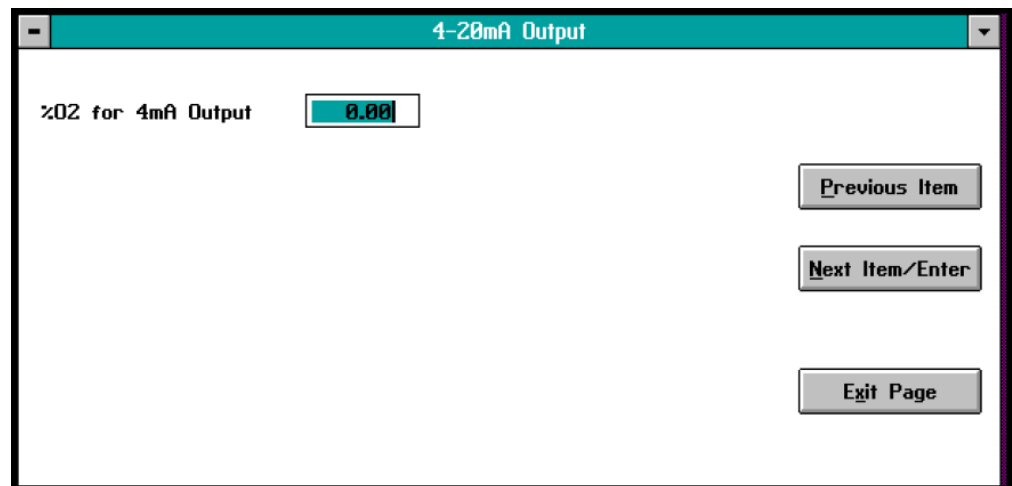 4-20mA Output
%O2 for 4mA Output 0.00
Previous Item
Next Item/Enter
Exit Page